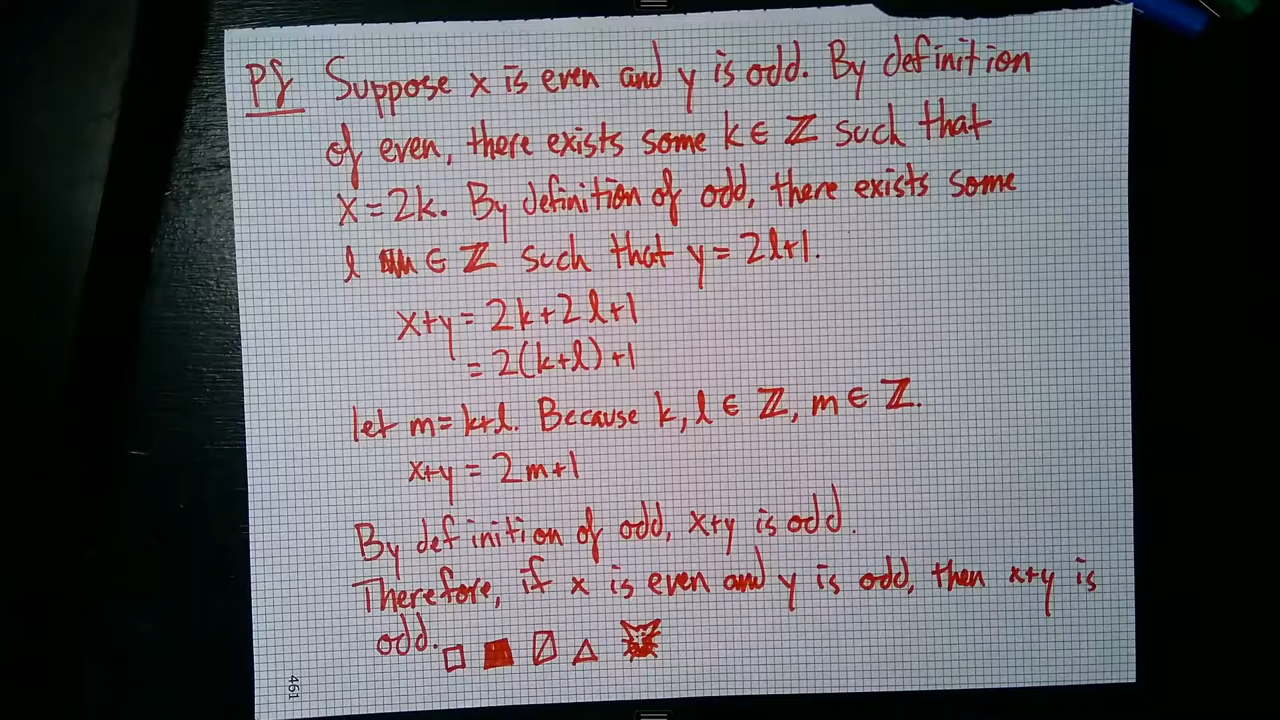 Pf Suppose x is even and y is odd. By definition
of even, there exists some k ∈ ℤ such that
x = 2k. By definition of odd, there exists some
l ∈ ℤ such that y = 2l+1.
x+y = 2k+2l+1
= 2(k+l)+1
let m = k+l. Because k, l ∈ ℤ, m ∈ ℤ.
x+y = 2m+1
By definition of odd, x+y is odd.
Therefore, if x is even and y is odd, then x+y is
odd.
461